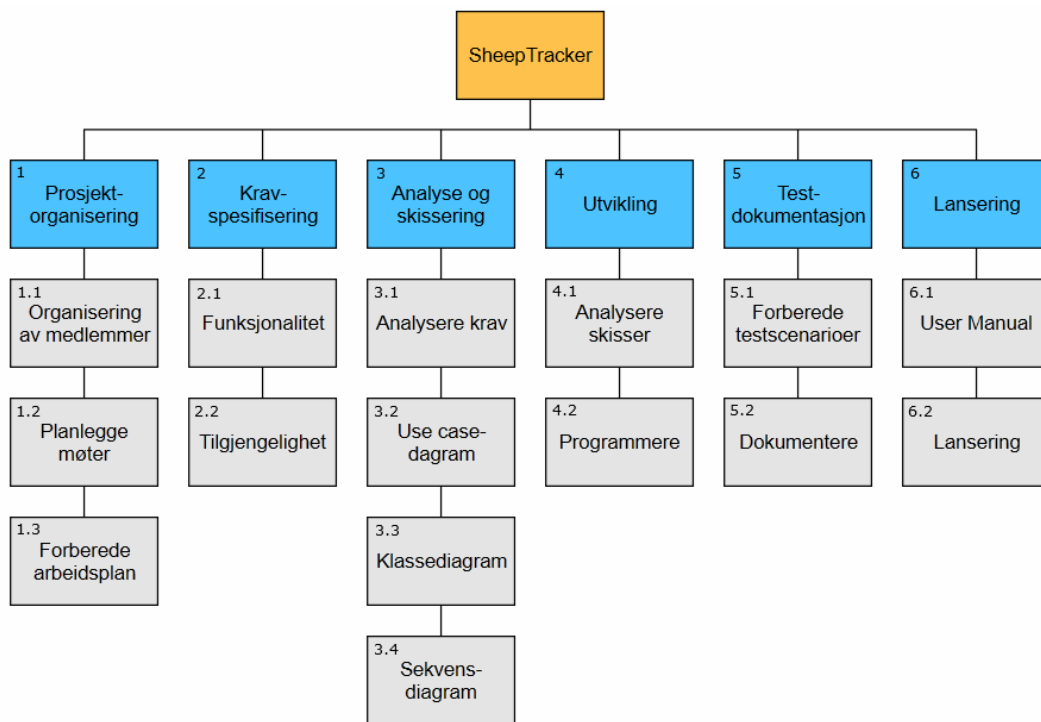 SheepTracker
1
Prosjekt-
organisering
2
Krav-
spesifisering
3
Analyse og
skissering
4
Utvikling
5
Test-
dokumentasjon
6
Lansering
1.1
Organisering
av medlemmer
2.1
Funksjonalitet
3.1
Analysere krav
4.1
Analysere
skisser
5.1
Forberede
testscenarioer
6.1
User Manual
1.2
Planlegge
møter
2.2
Tilgjengelighet
3.2
Use case-
dagram
4.2
Programmere
5.2
Dokumentere
6.2
Lansering
1.3
Forberede
arbeidsplan
3.3
Klassediagram
3.4
Sekvens-
diagram